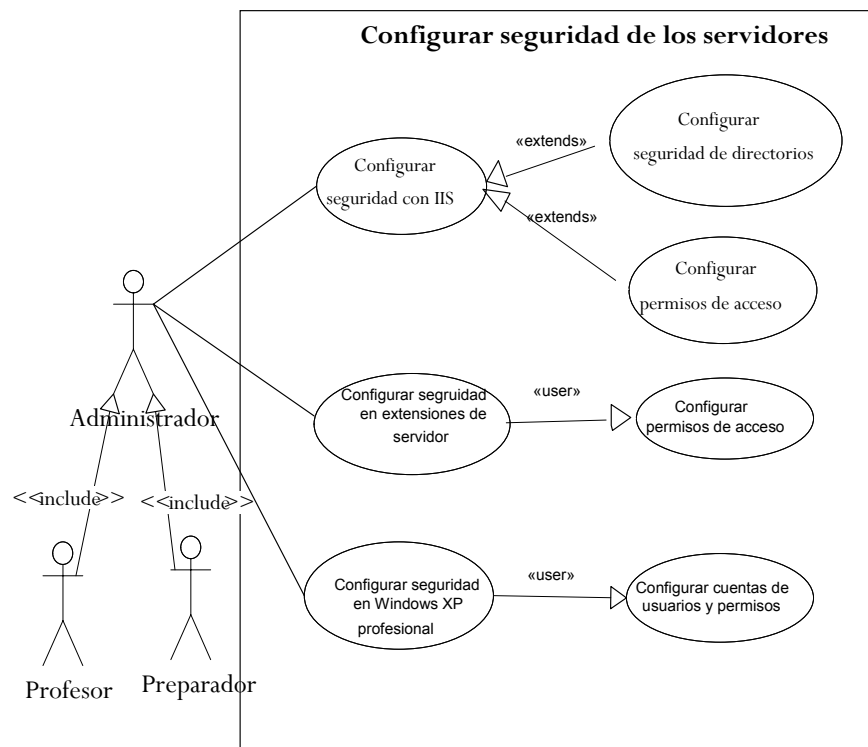 Configurar seguridad de los servidores
Configurar
seguridad de directorios
«extends»
Configurar
seguridad con IIS
«extends»
Configurar
permisos de acceso
Administrador
Configurar segruidad
en extensiones de
servidor
«user»
Configurar
permisos de acceso
<<include>>
<<include>>
Configurar seguridad
en Windows XP
profesional
«user»
Configurar cuentas de
usuarios y permisos
Profesor
Preparador